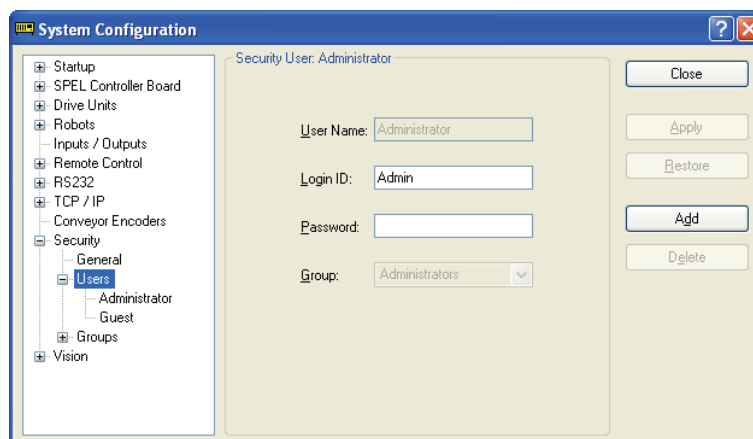 System Configuration
Startup
SPEL Controller Board
Drive Units
Robots
Inputs / Outputs
Remote Control
RS232
TCP / IP
Conveyor Encoders
Security
General
Users
Administrator
Guest
Groups
Vision
Security User: Administrator
User Name: Administrator
Login ID: Admin
Password:
Group: Administrators
Close
Apply
Restore
Add
Delete